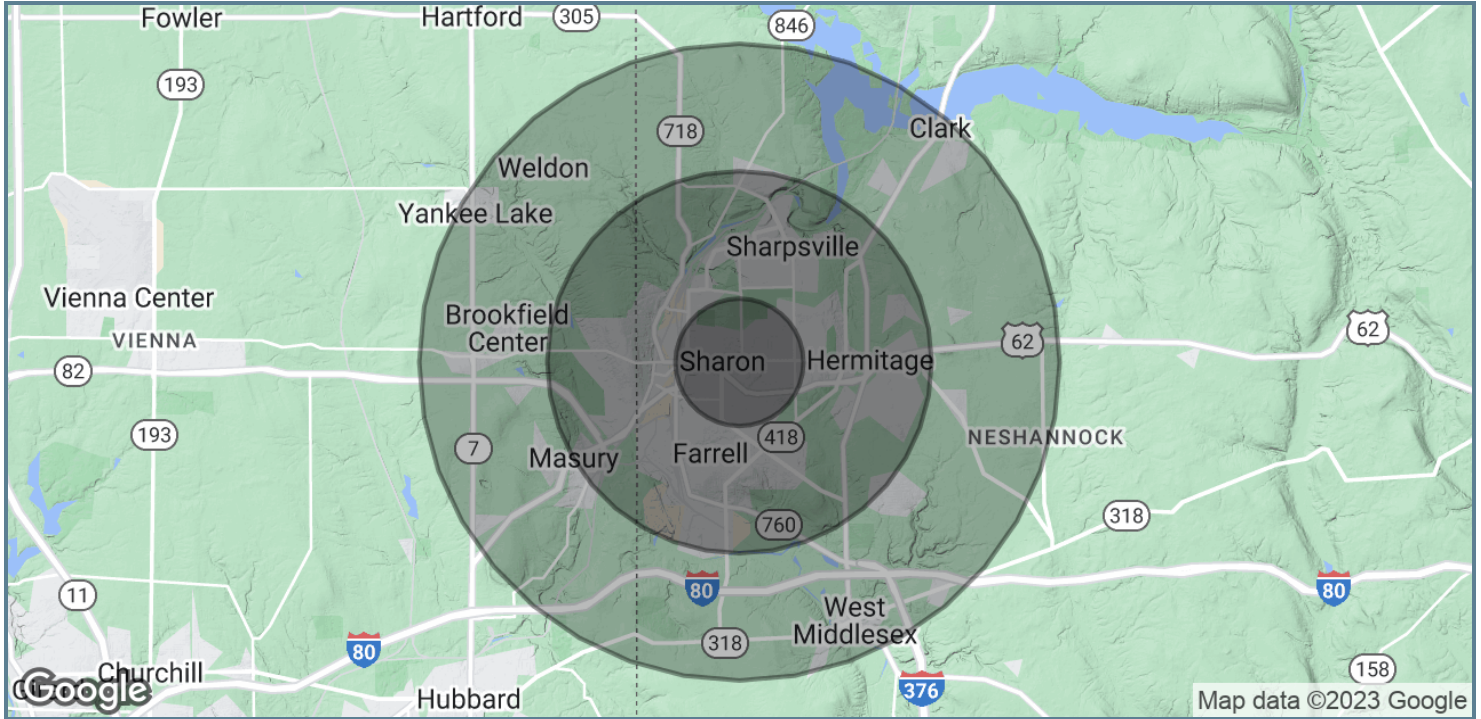 Fowler
Hartford
305
846
193
718
Clark
Weldon
Yankee Lake
Sharpsville
Vienna Center
Brookfield
Center
VIENNA
62
62
82
Sharon
Hermitage
193
7
418
NESHANNOCK
Masury
Farrell
318
760
11
80
80
West
Middlesex
80
318
Churchill
158
Google
Hubbard
376
Map data ©2023 Google